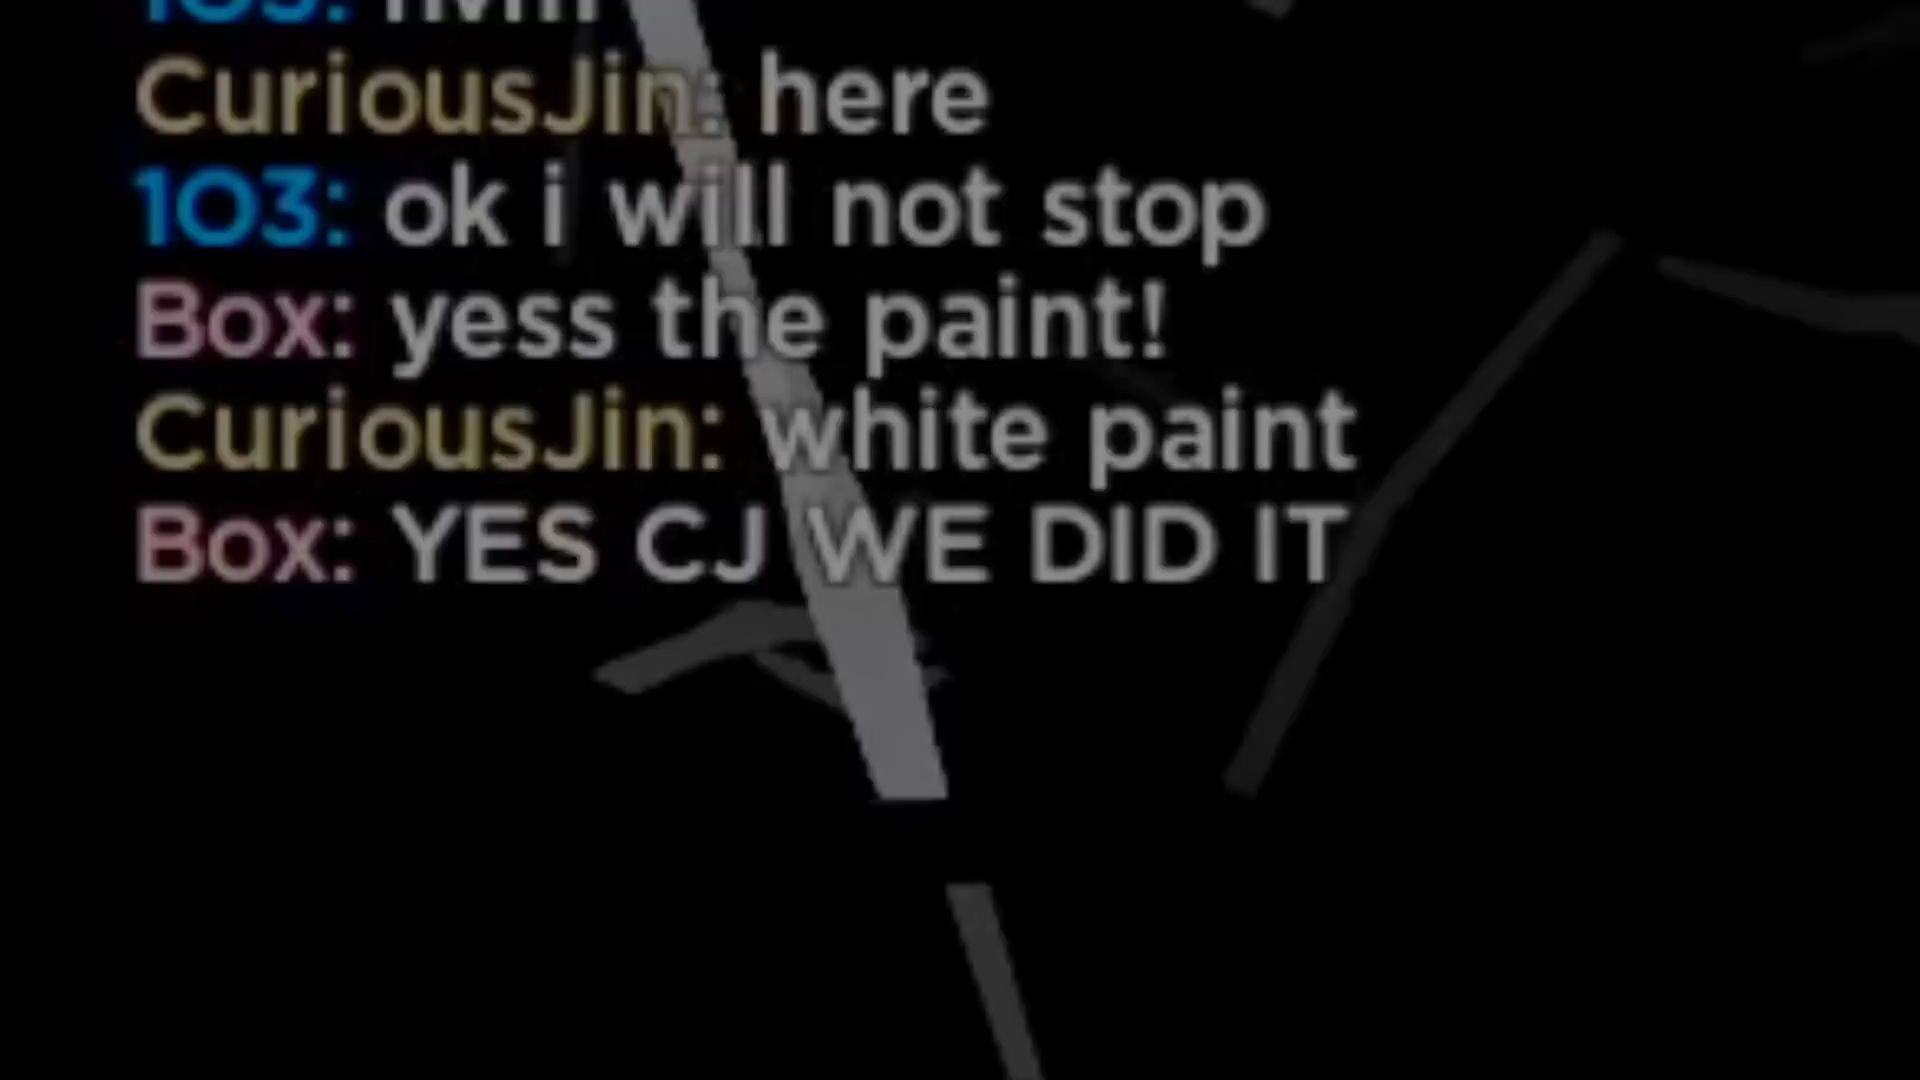 CuriousJin: here
103: ok i will not stop
Box: yess the paint!
CuriousJin: white paint
Box: YES CJ WE DID IT